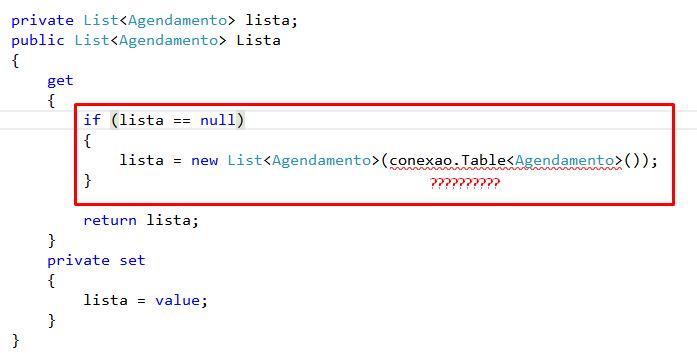 private List<Agendamento> lista;
public List<Agendamento> Lista
{
    get
    {
        if (lista == null)
        {
            lista = new List<Agendamento>(conexao.Table<Agendamento>());
        }
??????????
        return lista;
    }
    private set
    {
        lista = value;
    }
}